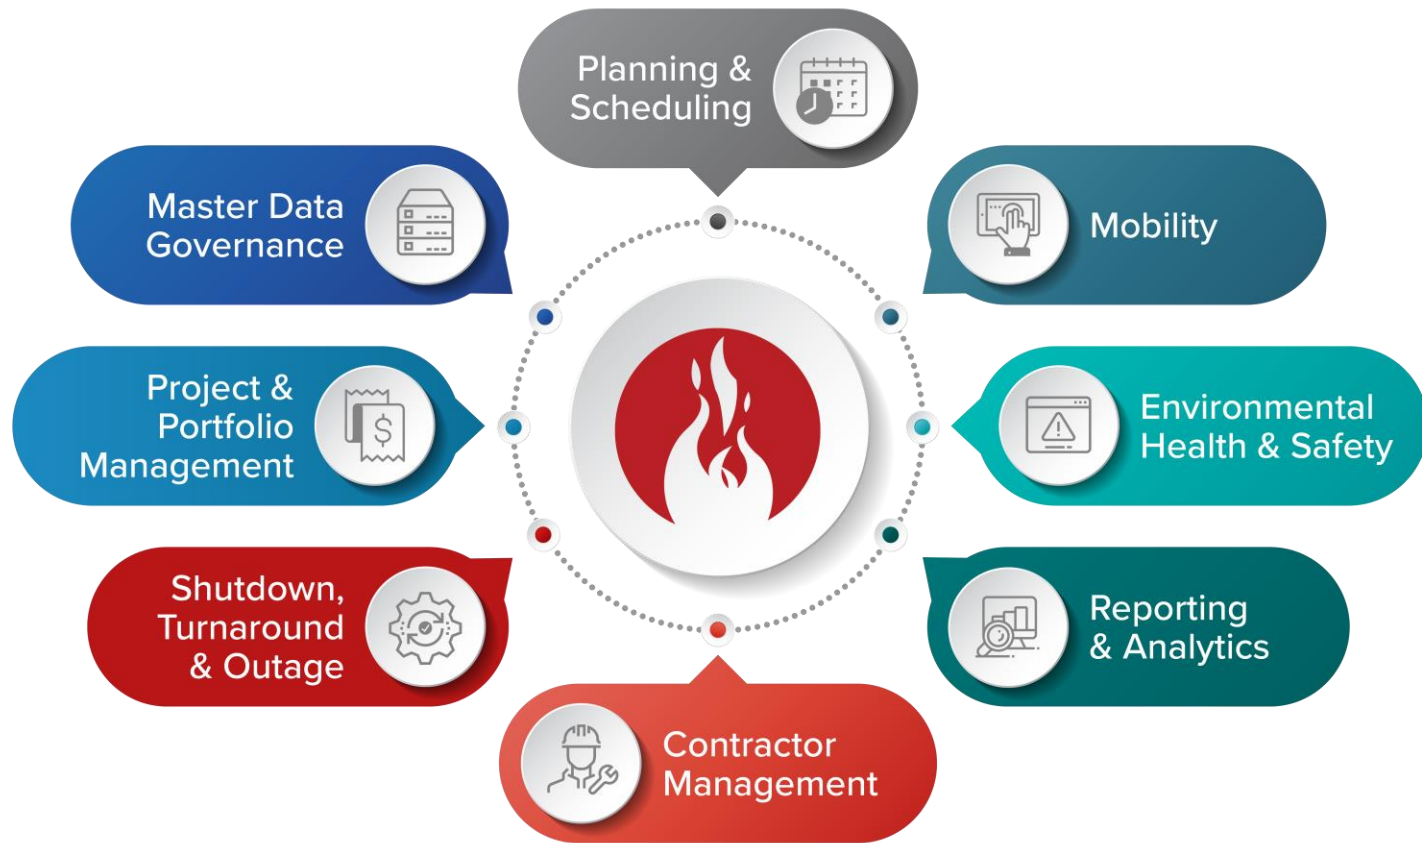 Planning &
Scheduling
Master Data
Governance
Mobility
Project &
Portfolio
Management
$
Environmental
Health & Safety
Shutdown,
Turnaround
& Outage
Reporting
& Analytics
Contractor
Management